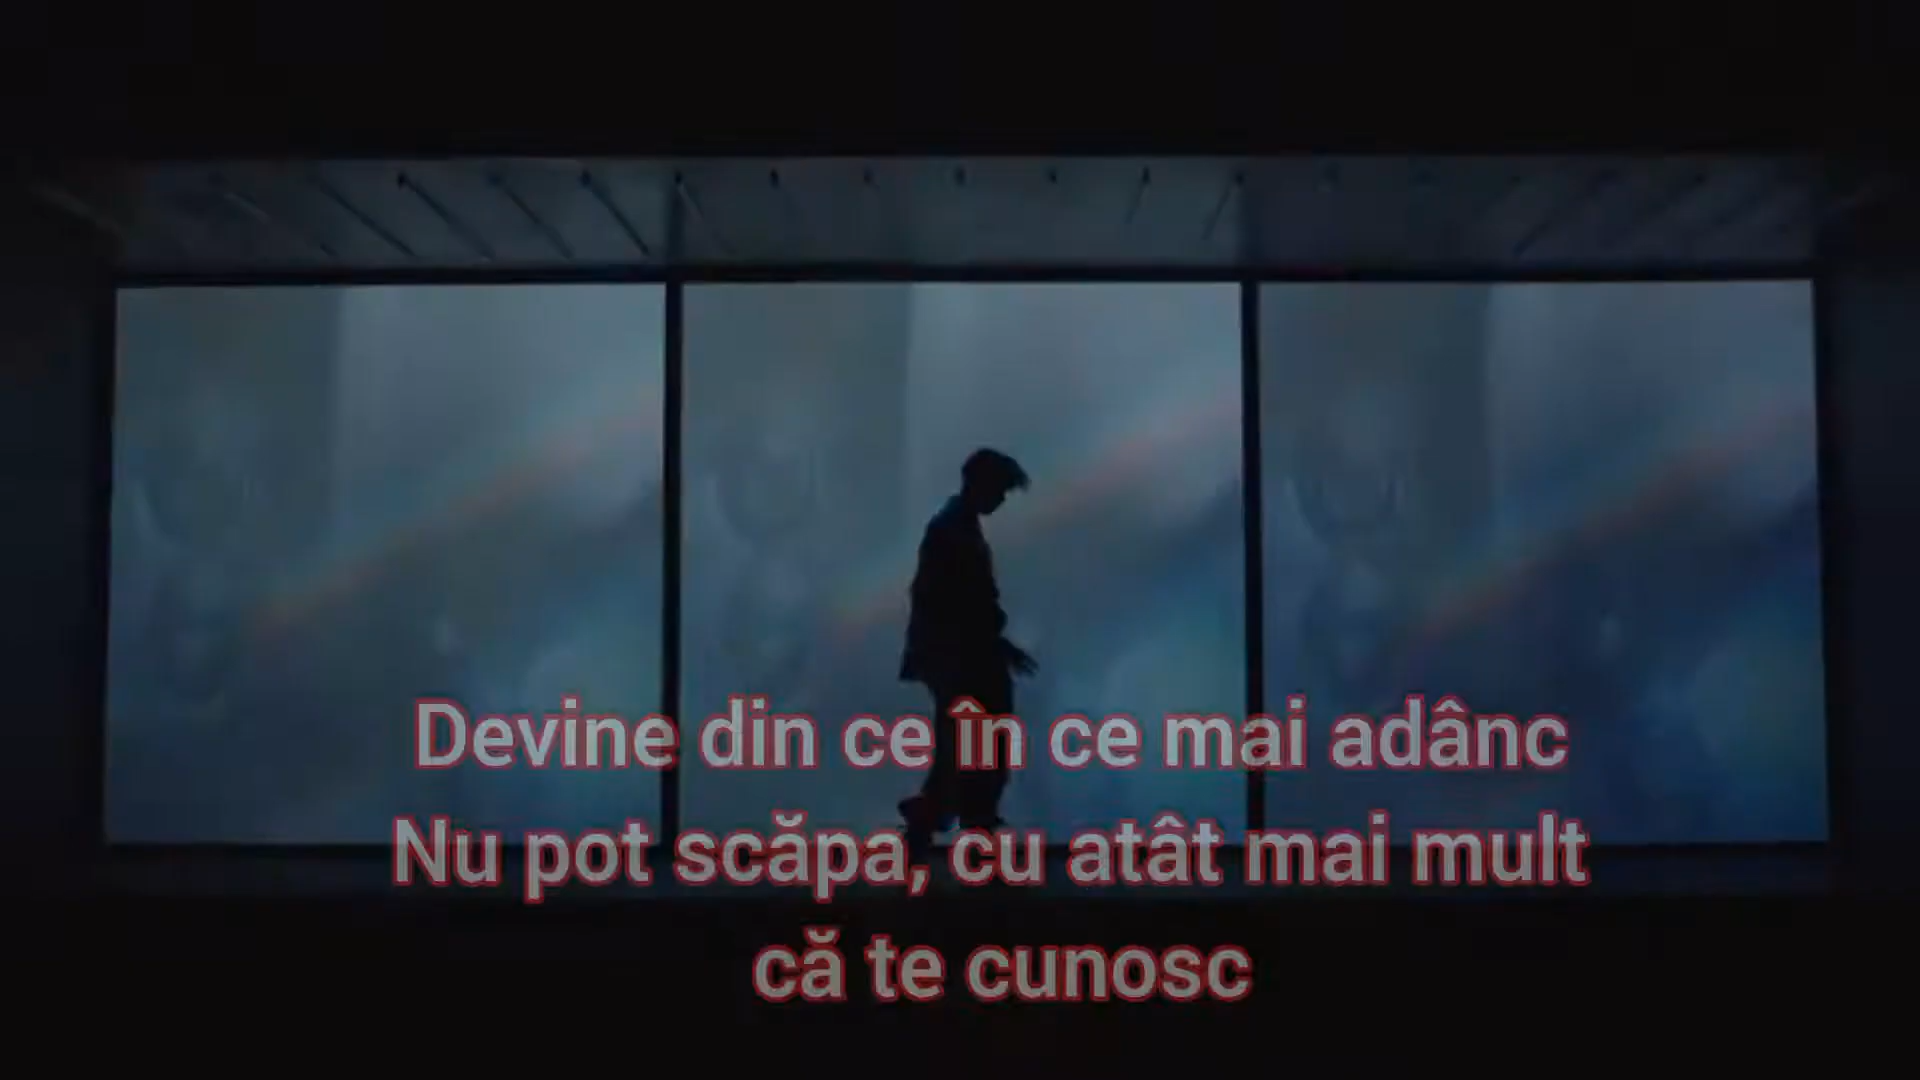 Devine din ce în ce mai adânc
Nu pot scăpa, cu atât mai mult
că te cunosc